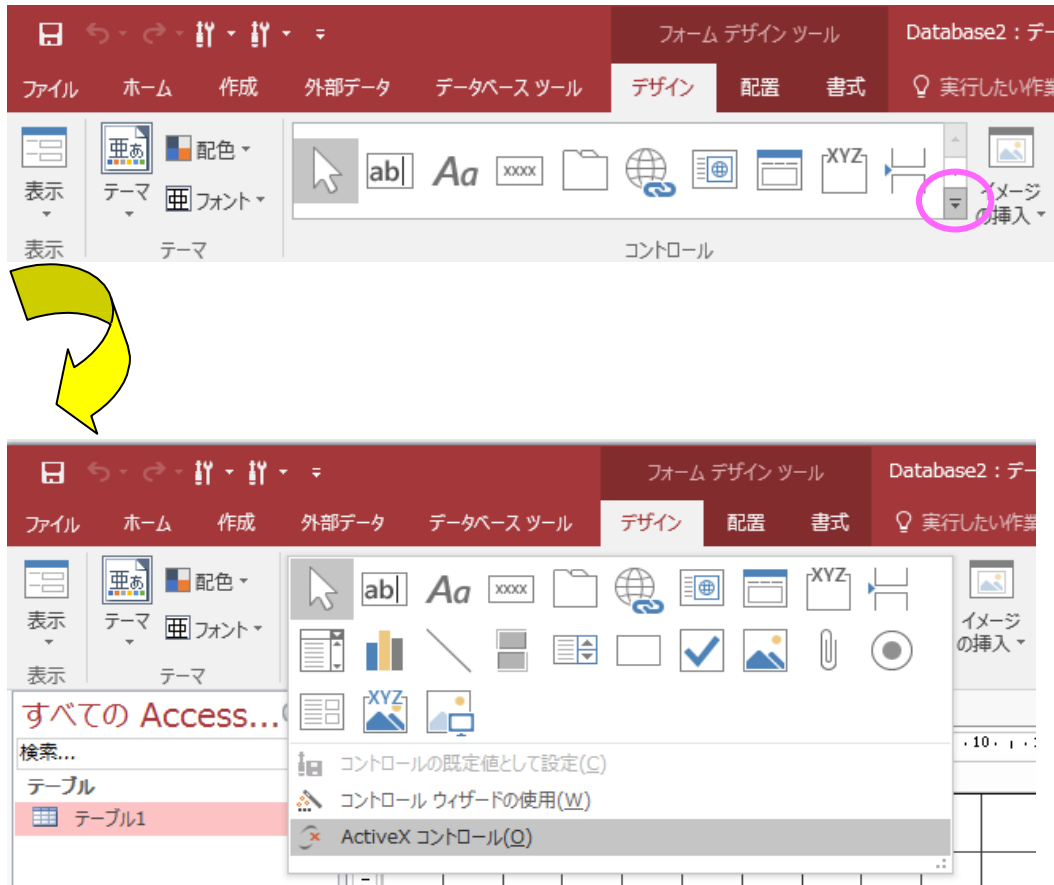 フォーム デザイン ツール Database2 : デー
ファイル ホーム 作成 外部データ データベース ツール デザイン 配置 書式 実行したい作業
亜あ 配色 ab Aa xxxx XYZ
表示 テーマ 亜 フォント イメージ
の挿入
表示 テーマ コントロール
フォーム デザイン ツール Database2 : デー
ファイル ホーム 作成 外部データ データベース ツール デザイン 配置 書式 実行したい作業
亜あ 配色 ab Aa xxxx XYZ
表示 テーマ 亜 フォント イメージ
の挿入
表示 テーマ
XYZ
すべての Access...
検索... コントロールの既定値として設定(C)
テーブル コントロール ウィザードの使用(W)
テーブル1 ActiveX コントロール(O)
10